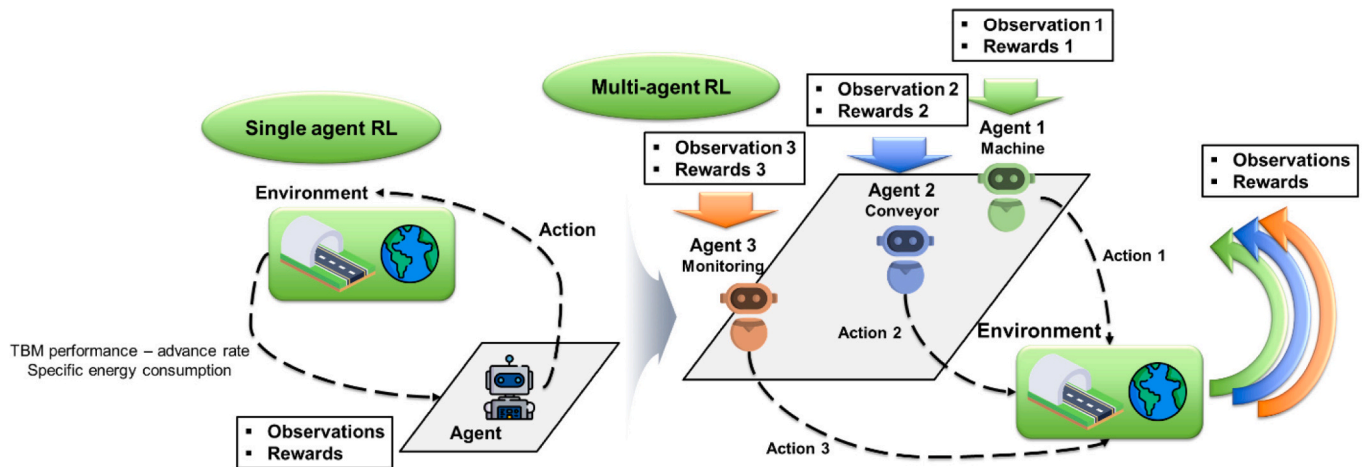 Single agent RL
Environment
Action
TBM performance – advance rate
Specific energy consumption
▪ Observations
▪ Rewards
Agent
Multi-agent RL
▪ Observation 3
▪ Rewards 3
Agent 3
Monitoring
▪ Observation 2
▪ Rewards 2
Agent 2
Conveyor
▪ Observation 1
▪ Rewards 1
Agent 1
Machine
Action 1
Action 2
Action 3
Environment
▪ Observations
▪ Rewards